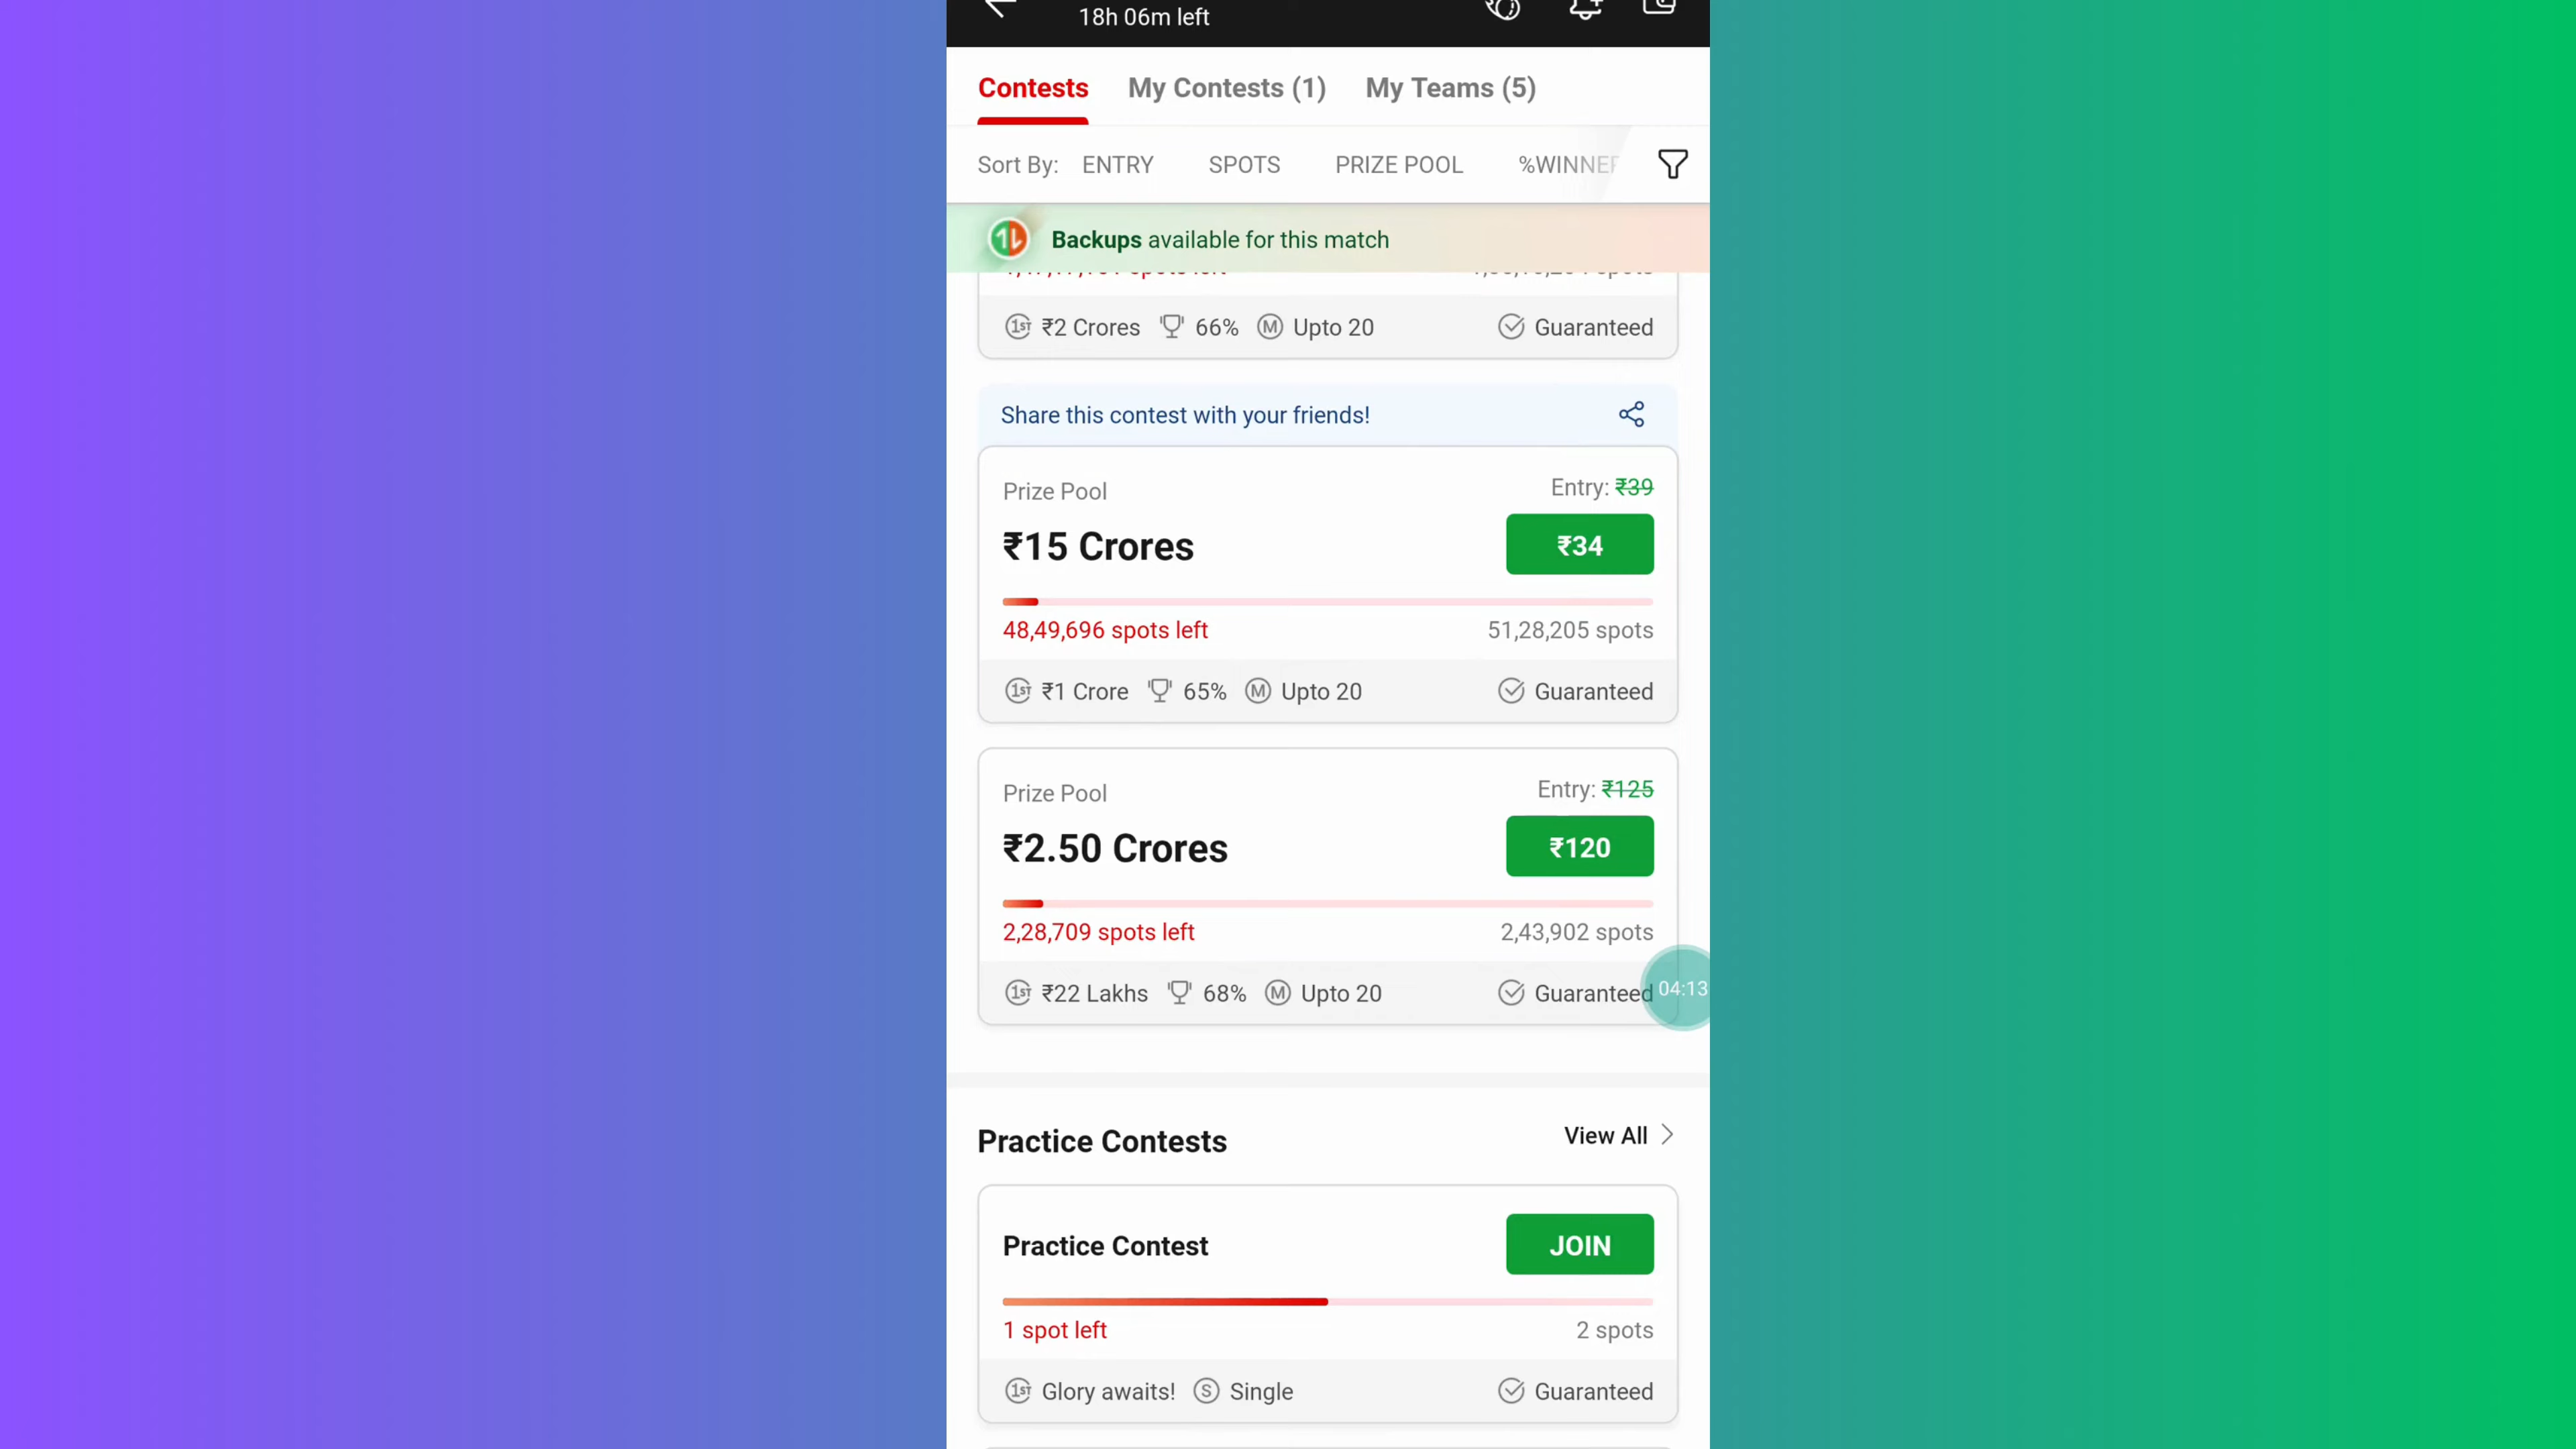 18h 06m left
Contests My Contests (1) My Teams (5)
Sort By: ENTRY SPOTS PRIZE POOL %WINNER
Backups available for this match
1ST ₹2 Crores 66% M Upto 20 Guaranteed
Share this contest with your friends!
Prize Pool Entry: ₹39
₹15 Crores ₹34
48,49,696 spots left 51,28,205 spots
1ST ₹1 Crore 65% M Upto 20 Guaranteed
Prize Pool Entry: ₹125
₹2.50 Crores ₹120
2,28,709 spots left 2,43,902 spots
1ST ₹22 Lakhs 68% M Upto 20 Guaranteed
04:13
Practice Contests View All
Practice Contest JOIN
1 spot left 2 spots
1ST Glory awaits! S Single Guaranteed